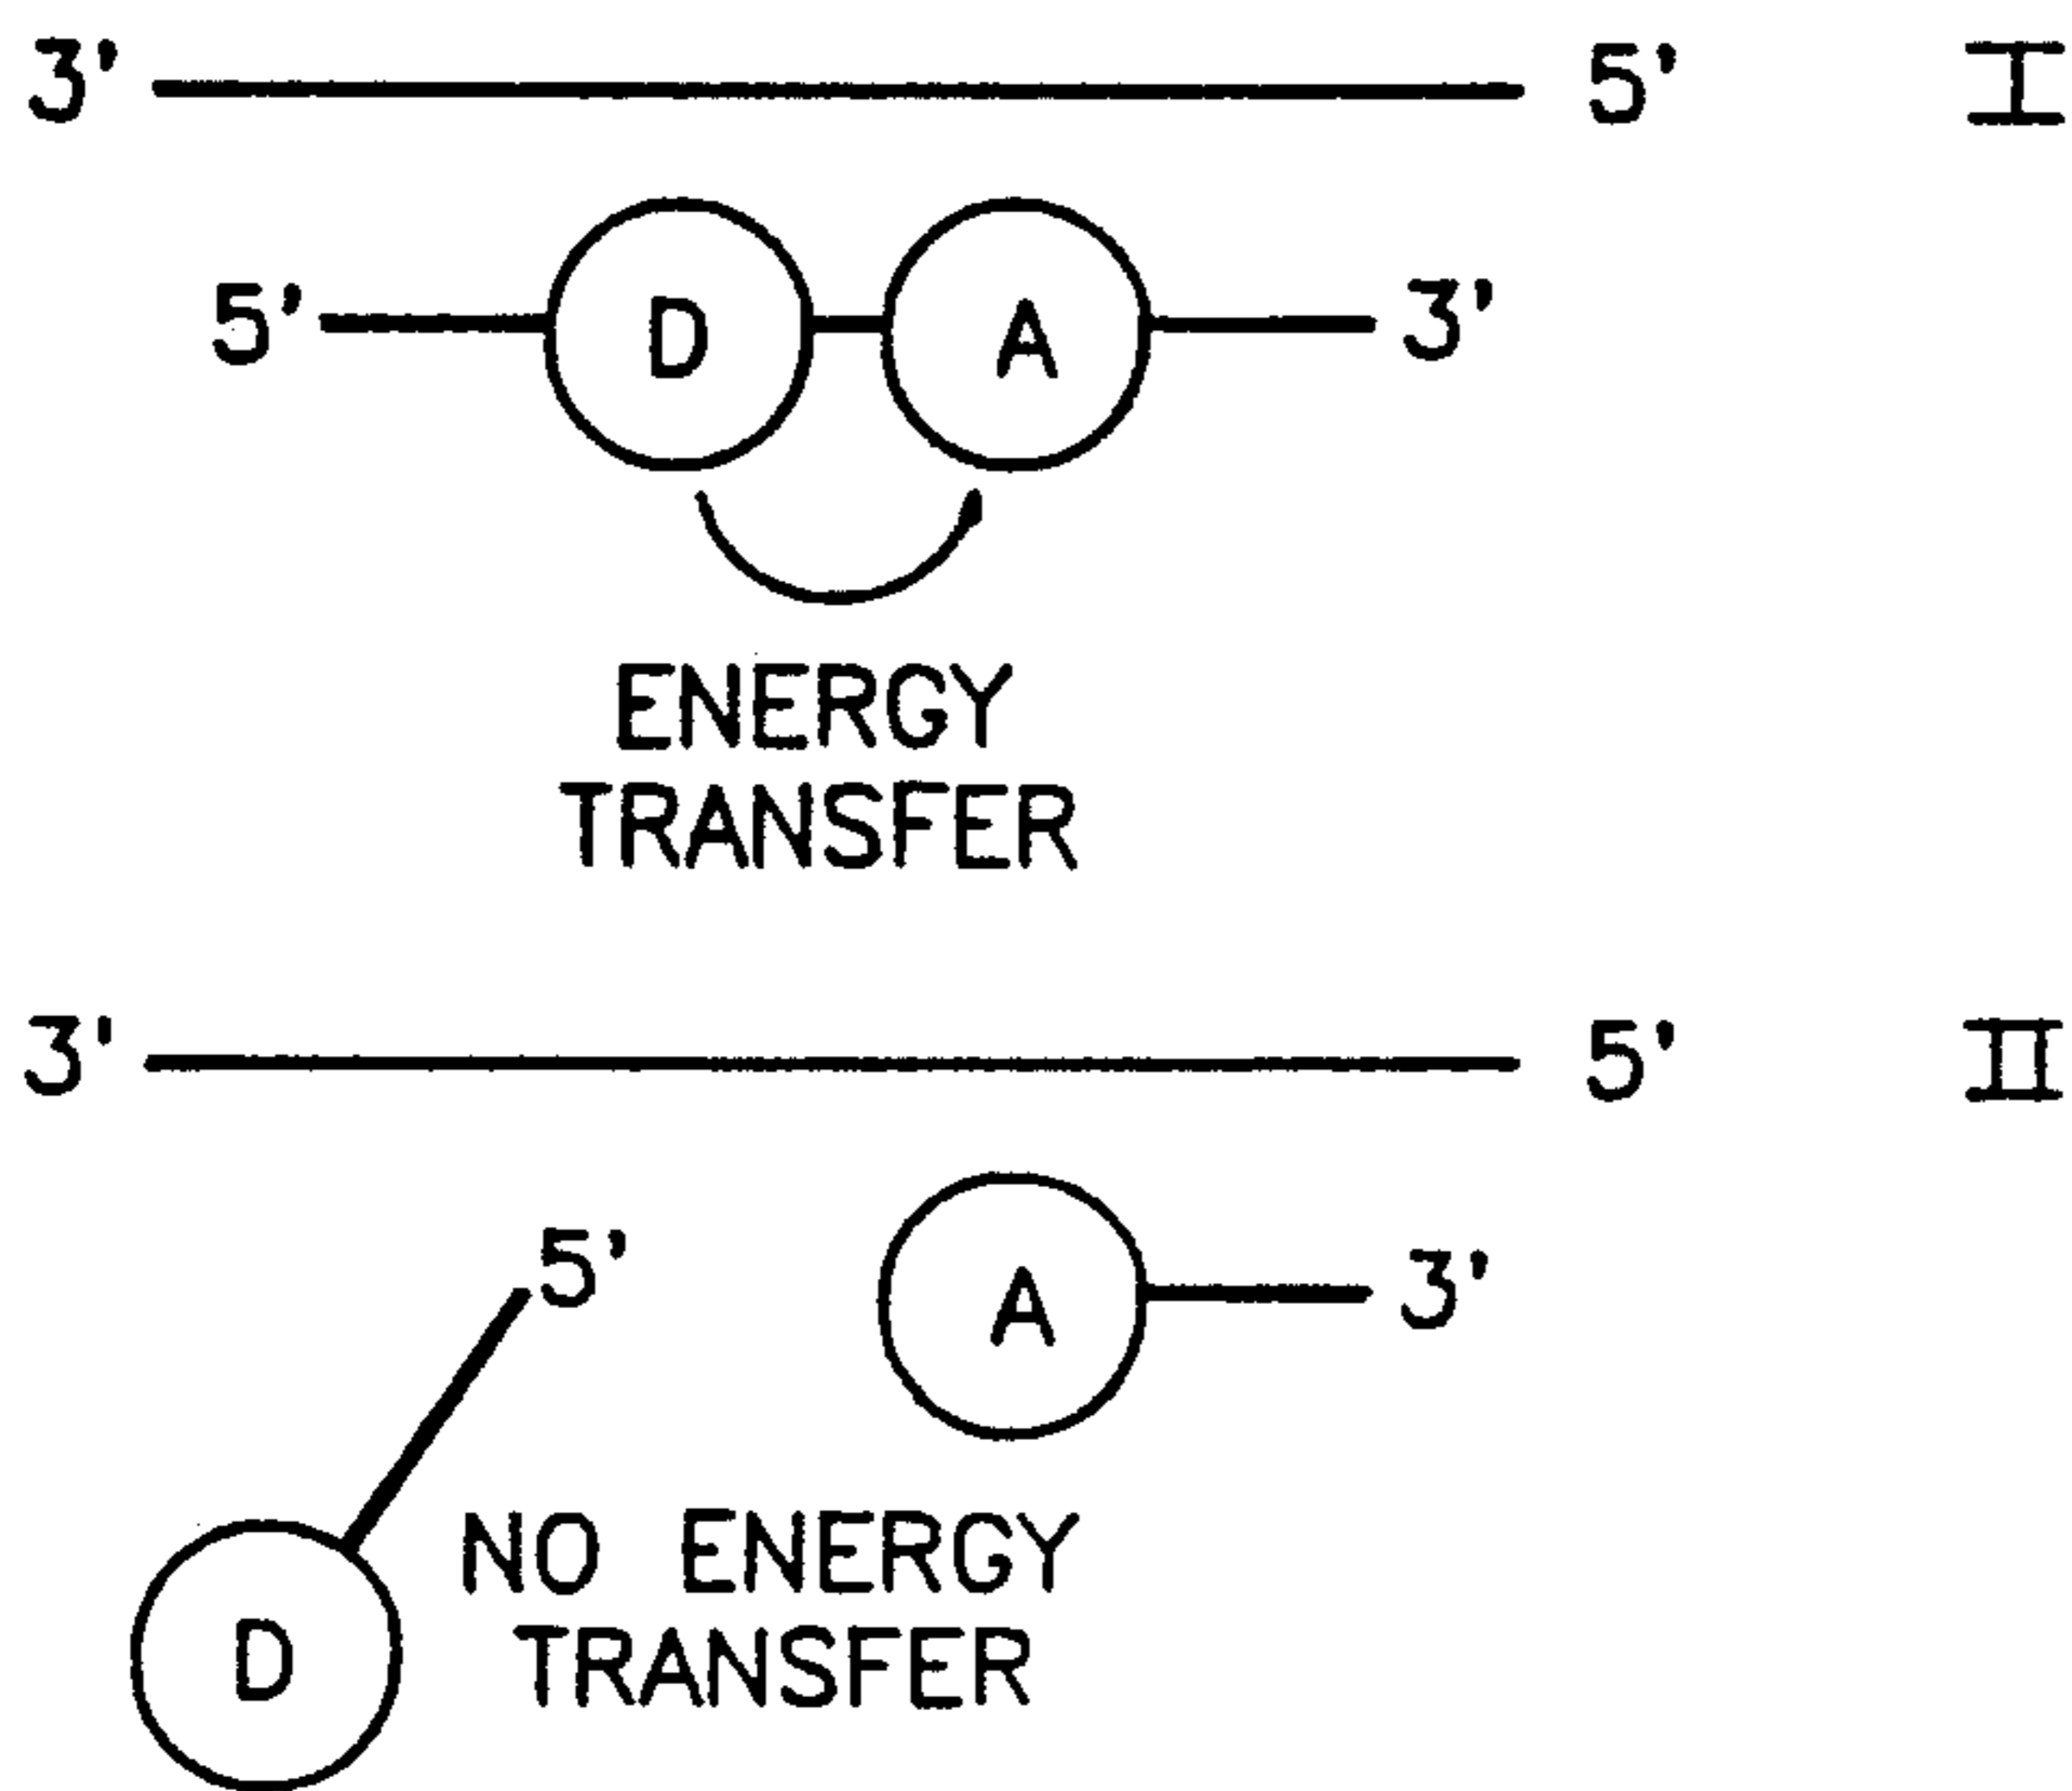 3' 5' I
5' D A 3'
ENERGY
TRANSFER
3' 5' II
5' A 3'
NO ENERGY
D TRANSFER